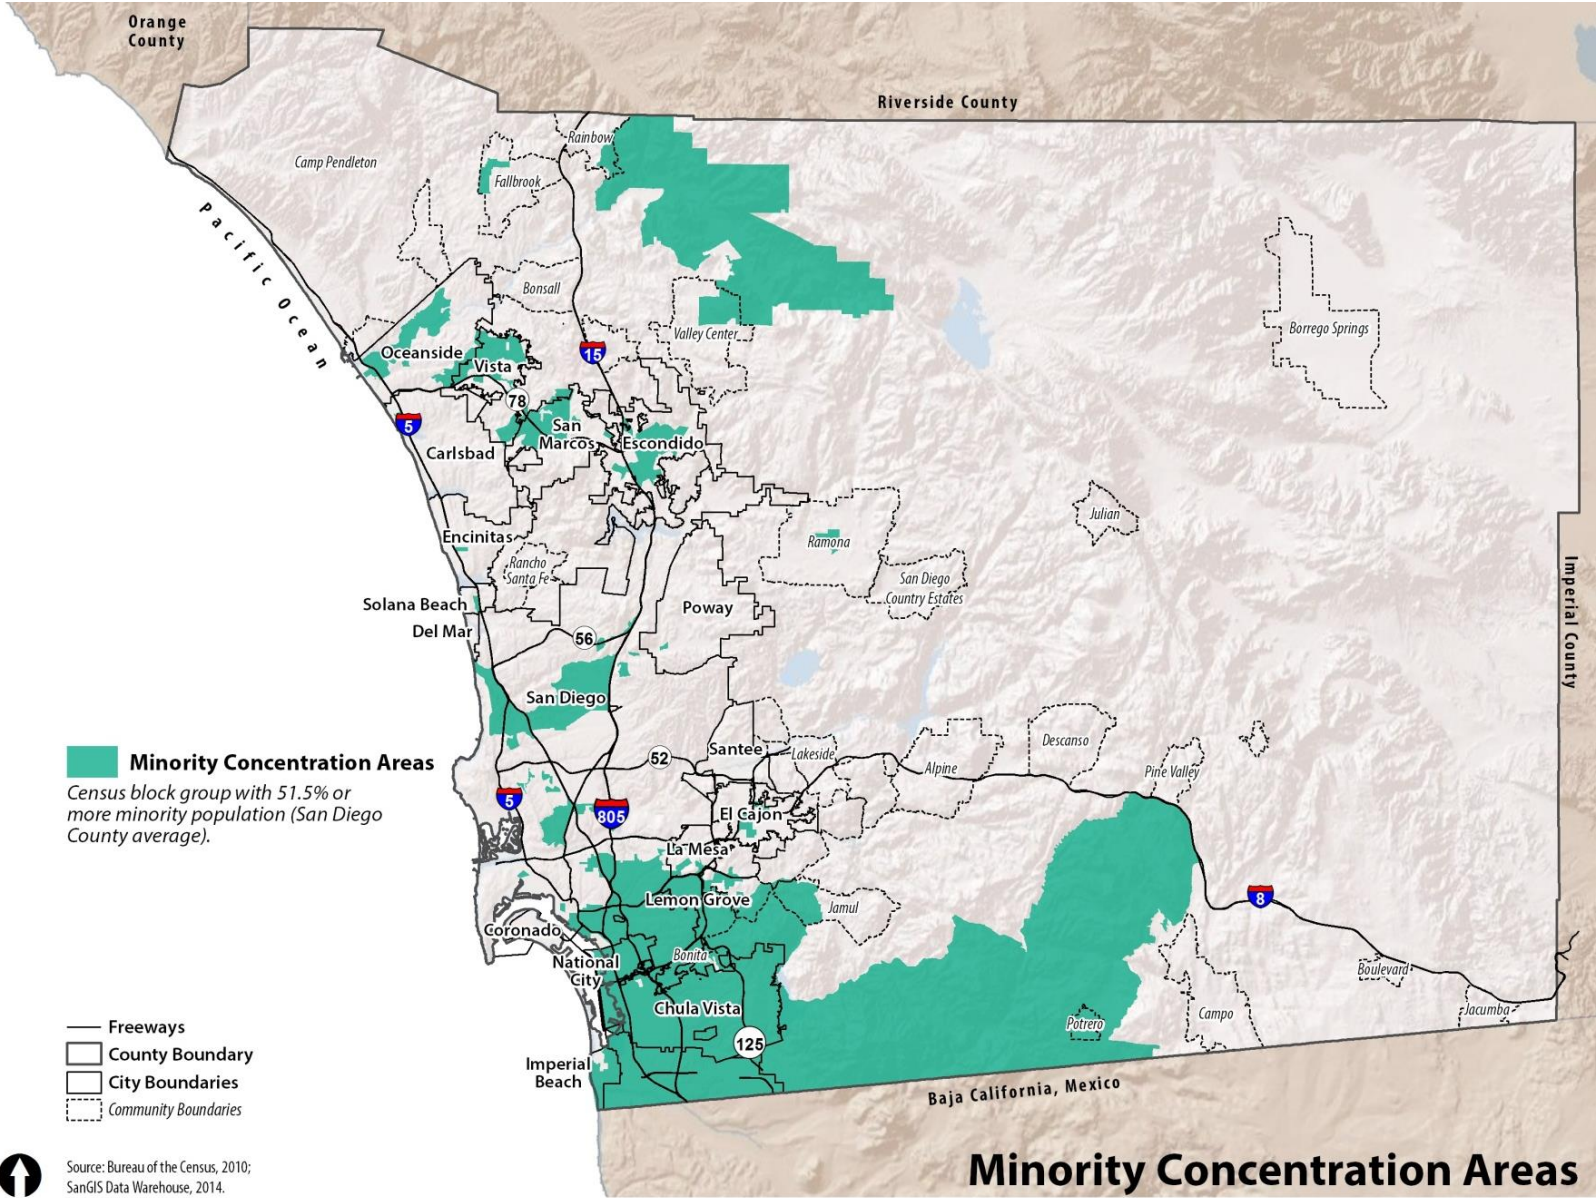 Orange
County
Riverside County
Camp Pendleton
Rainbow
Fallbrook
Pacific Ocean
Bonsall
Valley Center
Borrego Springs
Oceanside
Vista
15
78
5
San
Marcos
Escondido
Carlsbad
Encinitas
Rancho
Santa Fe
Ramona
Julian
San Diego
Country Estates
Imperial County
Solana Beach
Del Mar
Poway
56
San Diego
Minority Concentration Areas
Census block group with 51.5% or
more minority population (San Diego
County average).
52
Santee
Lakeside
Alpine
Descanso
Pine Valley
5
805
El Cajon
La Mesa
Lemon Grove
Jamul
8
Coronado
National
City
Bonita
Chula Vista
125
Potrero
Campo
Boulevard
Jacumba
Imperial
Beach
Baja California, Mexico
Freeways
County Boundary
City Boundaries
Community Boundaries
Source: Bureau of the Census, 2010;
SanGIS Data Warehouse, 2014.
Minority Concentration Areas